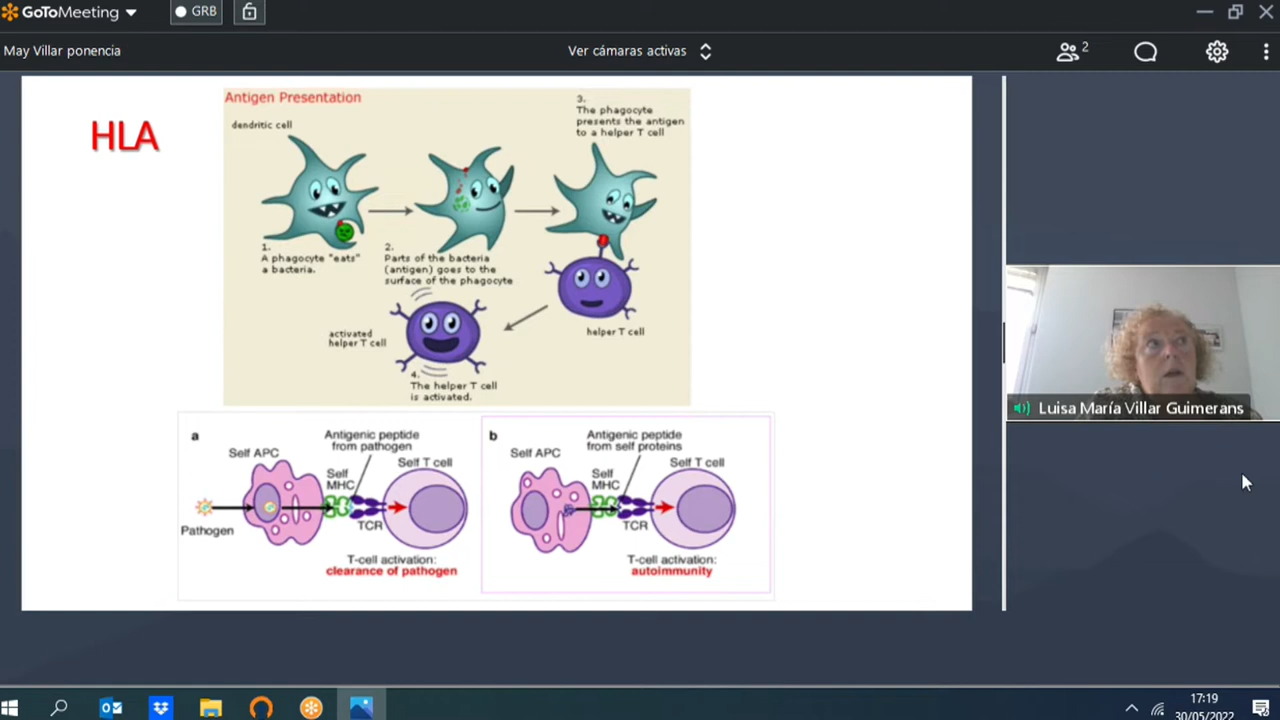 GoToMeeting
GRB
May Villar ponencia
Ver cámaras activas
2
HLA
Antigen Presentation
dendritic cell
3.
The phagocyte
presents the antigen
to a helper T cell
1.
A phagocyte "eats"
a bacteria.
2.
Parts of the bacteria
(antigen) goes to the
surface of the phagocyte
helper T cell
activated
helper T cell
4.
The helper T cell
is activated.
a
Self APC
Antigenic peptide
from pathogen
Self
MHC
Self T cell
Pathogen
TCR
T-cell activation:
clearance of pathogen
b
Self APC
Antigenic peptide
from self proteins
Self
MHC
Self T cell
TCR
T-cell activation:
autoimmunity
Luisa María Villar Guimerans
17:19
30/05/2022